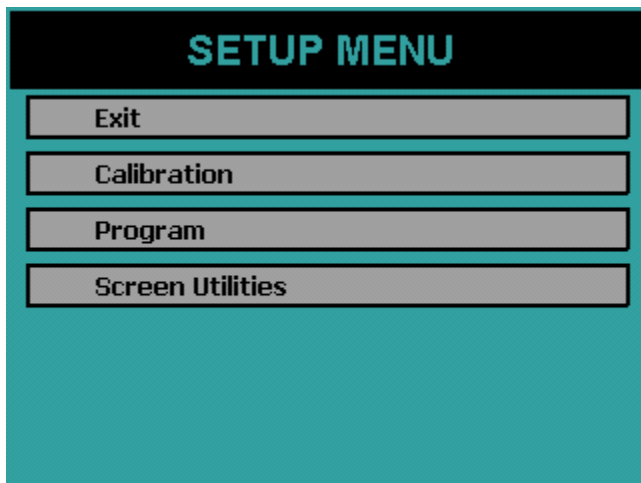 SETUP MENU
Exit
Calibration
Program
Screen Utilities